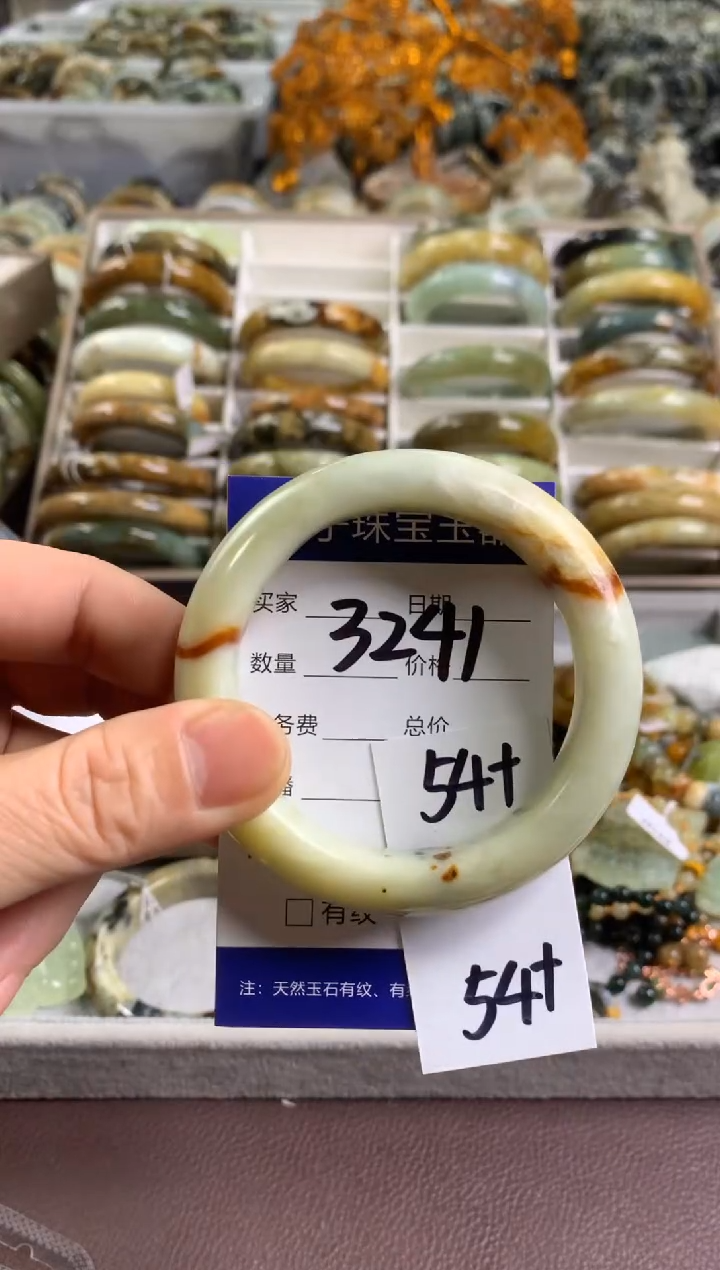 珠宝玉
买家 日期
3241
数量 价格
务费 总价
54+
播
□有纹
注：天然玉石有纹、有
54+